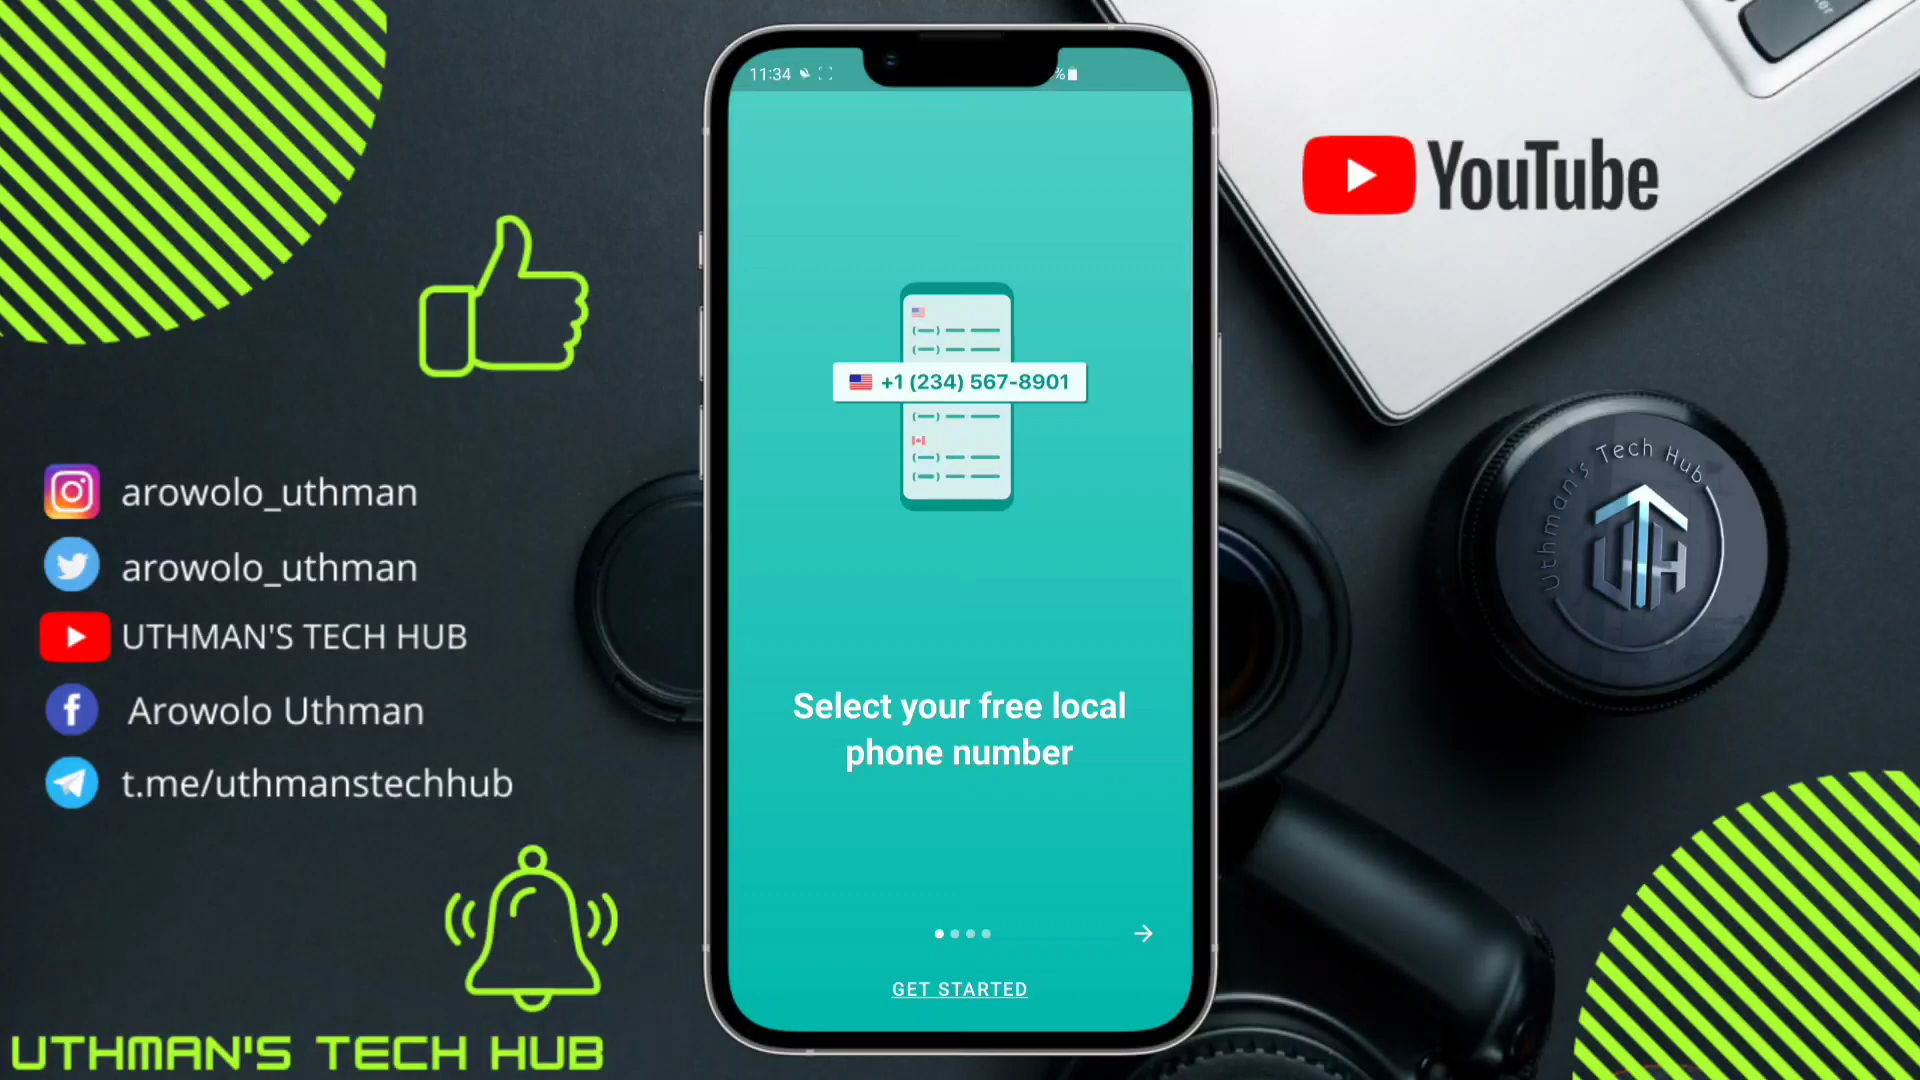 11:34
%
+1 (234) 567-8901
Select your free local
phone number
GET STARTED
YouTube
arowolo_uthman
arowolo_uthman
UTHMAN'S TECH HUB
Arowolo Uthman
t.me/uthmanstechhub
UTHMAN'S TECH HUB
Uthman's Tech Hub
UTH